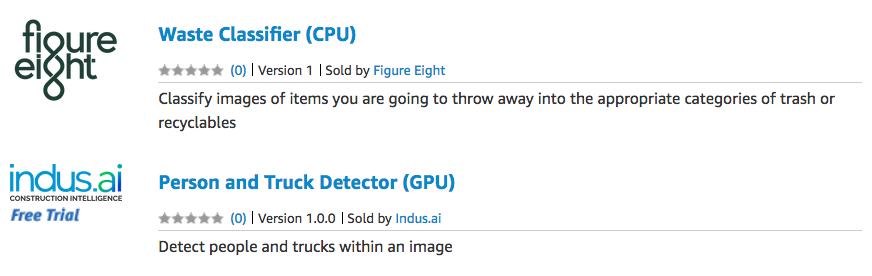 figure
eight
Waste Classifier (CPU)
(0) | Version 1 | Sold by Figure Eight
Classify images of items you are going to throw away into the appropriate categories of trash or
recyclables
indus.ai
CONSTRUCTION INTELLIGENCE
Free Trial
Person and Truck Detector (GPU)
(0) | Version 1.0.0 | Sold by Indus.ai
Detect people and trucks within an image